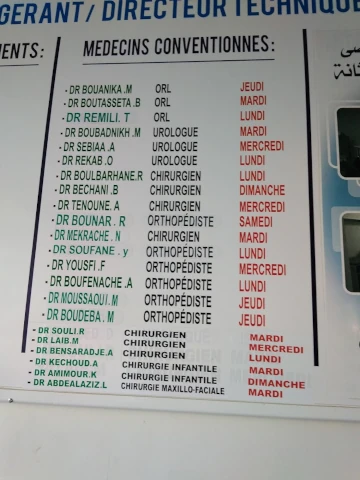 GERANT / DIRECTEUR TECHNIQUE
MENTS :
MEDECINS CONVENTIONNES :
- DR BOUANIKA .M ORL JEUDI
- DR BOUTASSETA .B ORL MARDI
- DR REMILI. T ORL LUNDI
- DR BOUBADNIKH .M UROLOGUE MARDI
- DR SEBIAA .A UROLOGUE MERCREDI
- DR REKAB .O UROLOGUE LUNDI
- DR BOULBARHANE.R CHIRURGIEN LUNDI
- DR BECHANI .B CHIRURGIEN DIMANCHE
- DR TENOUNE. A CHIRURGIEN MARDI
- DR BOUNAR . R ORTHOPÉDISTE SAMEDI
- DR MEKRACHE . N CHIRURGIEN MARDI
- DR SOUFANE . y ORTHOPÉDISTE LUNDI
- DR YOUSFI .F ORTHOPÉDISTE MERCREDI
- DR BOUFENACHE .A ORTHOPÉDISTE LUNDI
- DR MOUSSAOUI .M ORTHOPÉDISTE JEUDI
- DR BOUDEBA . M ORTHOPÉDISTE JEUDI
- DR SOULI.R CHIRURGIEN MARDI
- DR LAIB.M CHIRURGIEN MERCREDI
- DR BENSARADJE.A CHIRURGIEN LUNDI
- DR KECHOUD.A CHIRURGIE INFANTILE MARDI
- DR AMIMOUR.K CHIRURGIE INFANTILE DIMANCHE
- DR ABDEALAZIZ.L CHIRURGIE MAXILLO-FACIALE MARDI